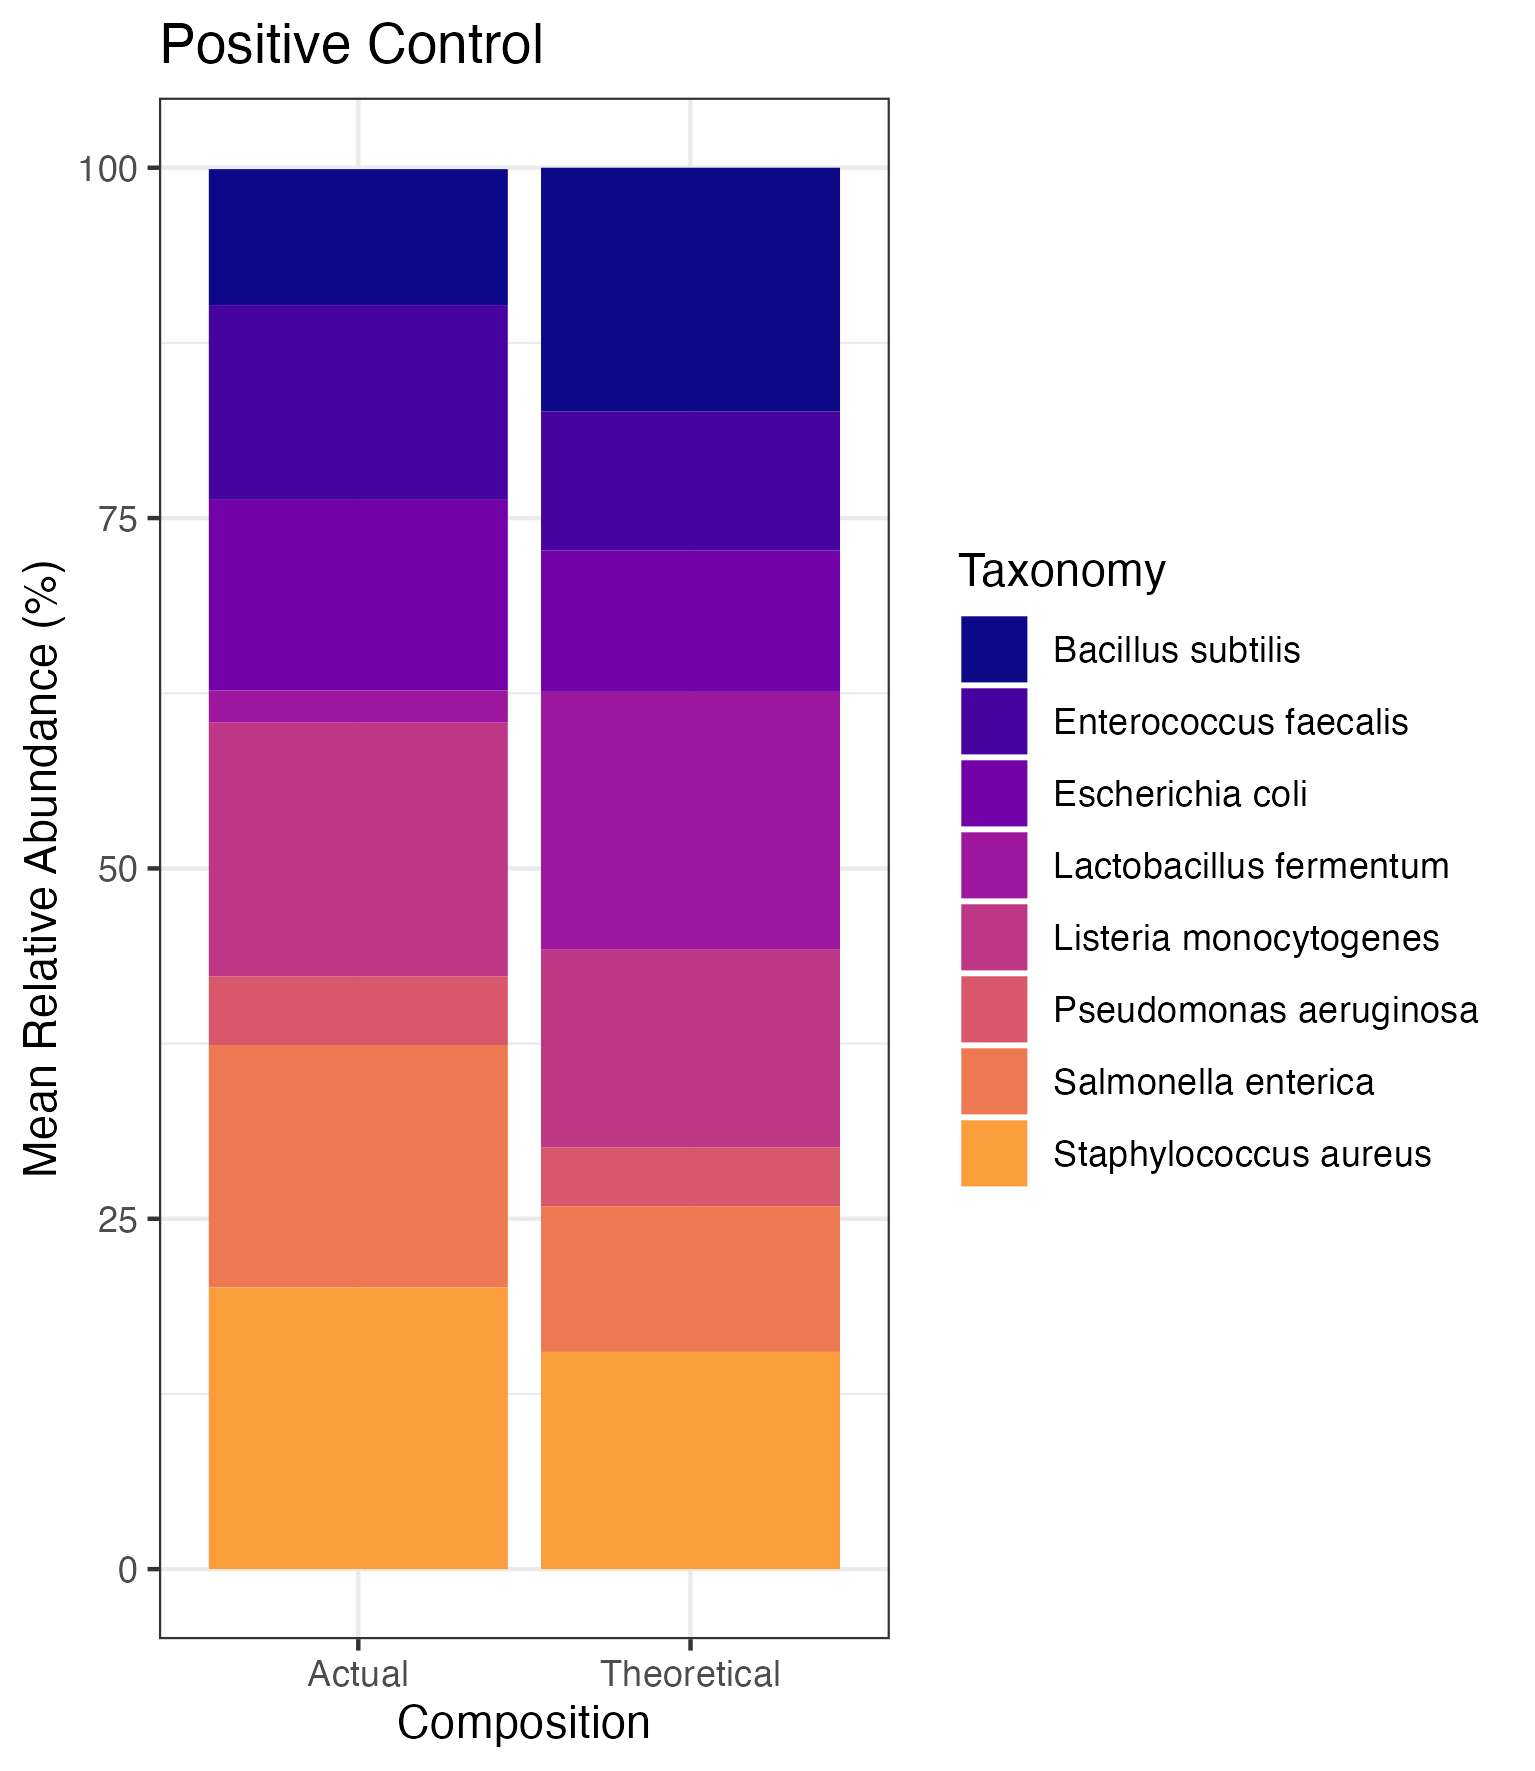 Positive Control
Mean Relative Abundance (%)
100
75
50
25
0
Actual
Theoretical
Composition
Taxonomy
Bacillus subtilis
Enterococcus faecalis
Escherichia coli
Lactobacillus fermentum
Listeria monocytogenes
Pseudomonas aeruginosa
Salmonella enterica
Staphylococcus aureus